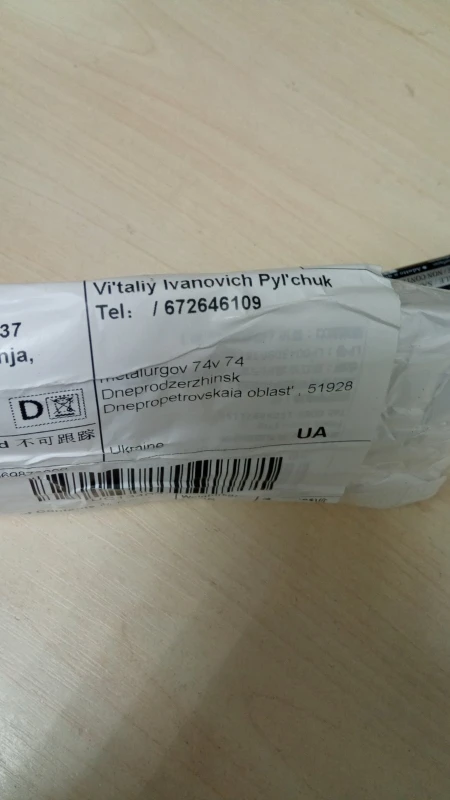 Vi'taliy Ivanovich Pyl'chuk
Tel: / 672646109
37
nja,
metalurgov 74v 74
Dneprodzerzhinsk
Dnepropetrovskaia oblast' , 51928
D
d 不可跟踪
Ukraine
UA